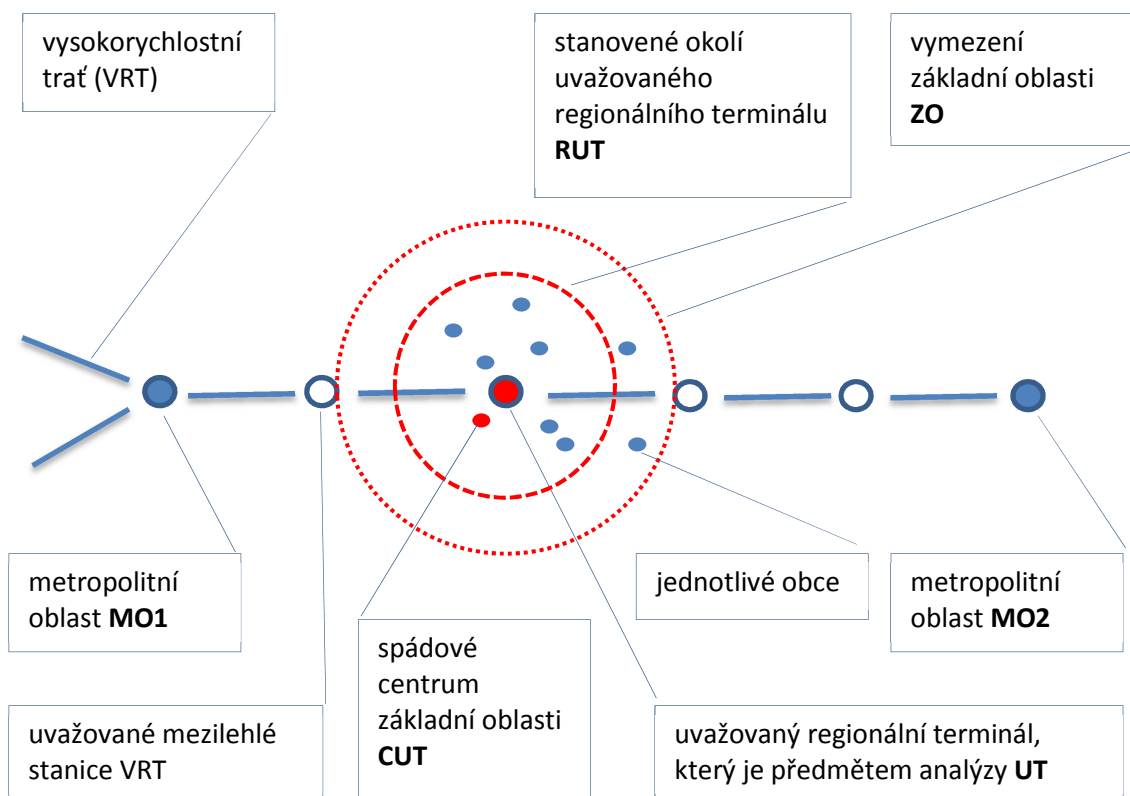 vysokorychlostní
trať (VRT)
stanovené okolí
uvažovaného
regionálního terminálu
RUT
vymezení
základní oblasti
ZO
metropolitní
oblast MO1
spádové
centrum
základní oblasti
CUT
jednotlivé obce
metropolitní
oblast MO2
uvažované mezilehlé
stanice VRT
uvažovaný regionální terminál,
který je předmětem analýzy UT